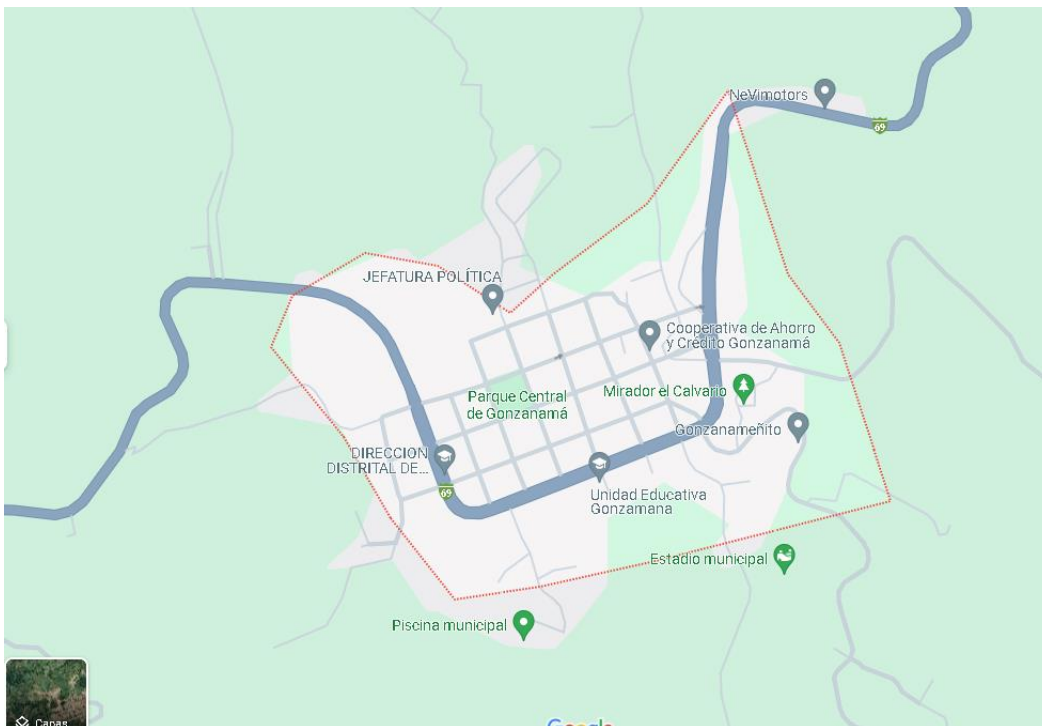 NeVimotors
69
JEFATURA POLÍTICA
Cooperativa de Ahorro
y Crédito Gonzanamá
Mirador el Calvario
Parque Central
de Gonzanamá
Gonzanameñito
DIRECCION
DISTRITAL DE...
69
Unidad Educativa
Gonzamana
Estadio municipal
Piscina municipal
Capas
Google